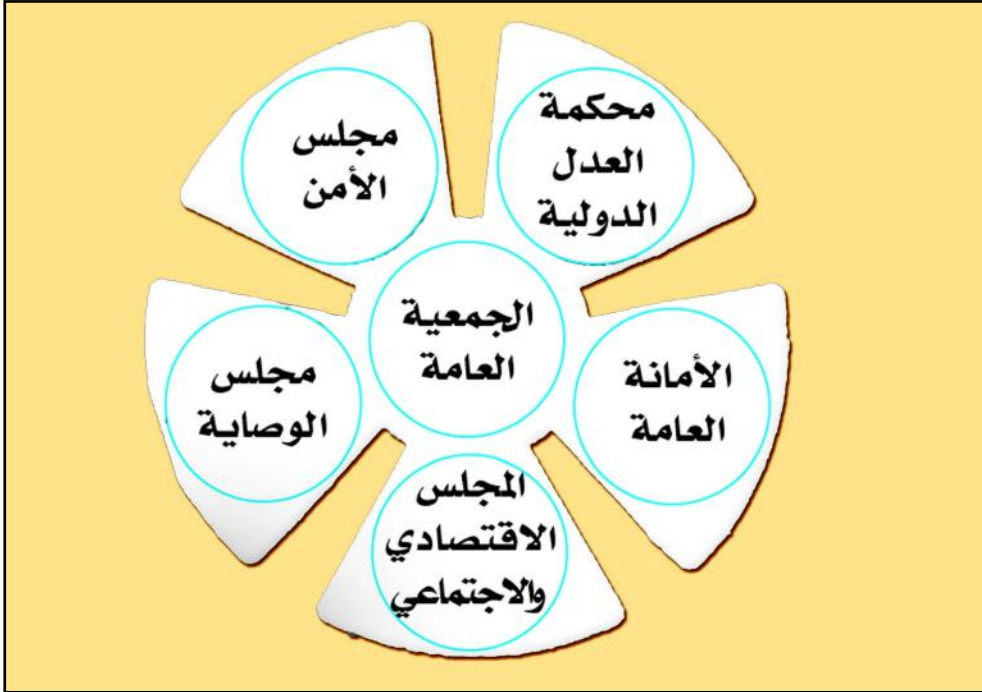 محكمة
العدل
الدولية
مجلس
الأمن
الجمعية
العامة
الأمانة
العامة
مجلس
الوصاية
المجلس
الاقتصادي
والاجتماعي